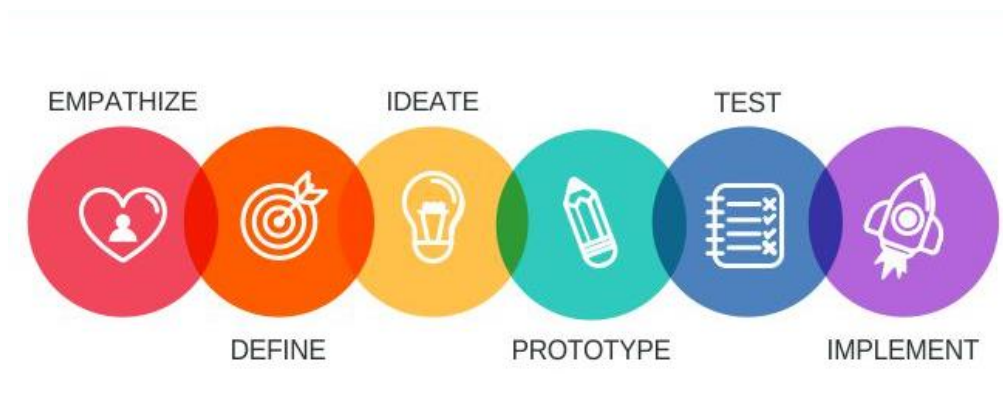 EMPATHIZE
DEFINE
IDEATE
PROTOTYPE
TEST
IMPLEMENT